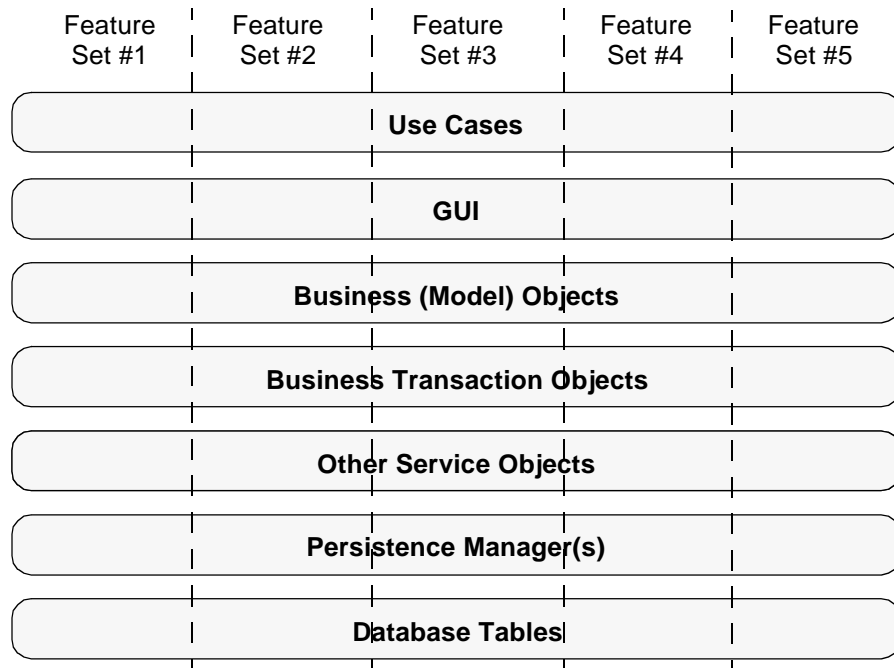 Feature Set #1
Feature Set #2
Feature Set #3
Feature Set #4
Feature Set #5
Use Cases
GUI
Business (Model) Objects
Business Transaction Objects
Other Service Objects
Persistence Manager(s)
Database Tables